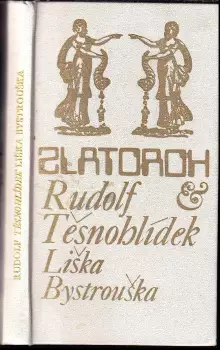 RUDOLF TĚSNOHLÍDEK LIŠKA BYSTROUŠKA
ZLATOROH
Rudolf &
Těsnohlídek
Liška
Bystrouška